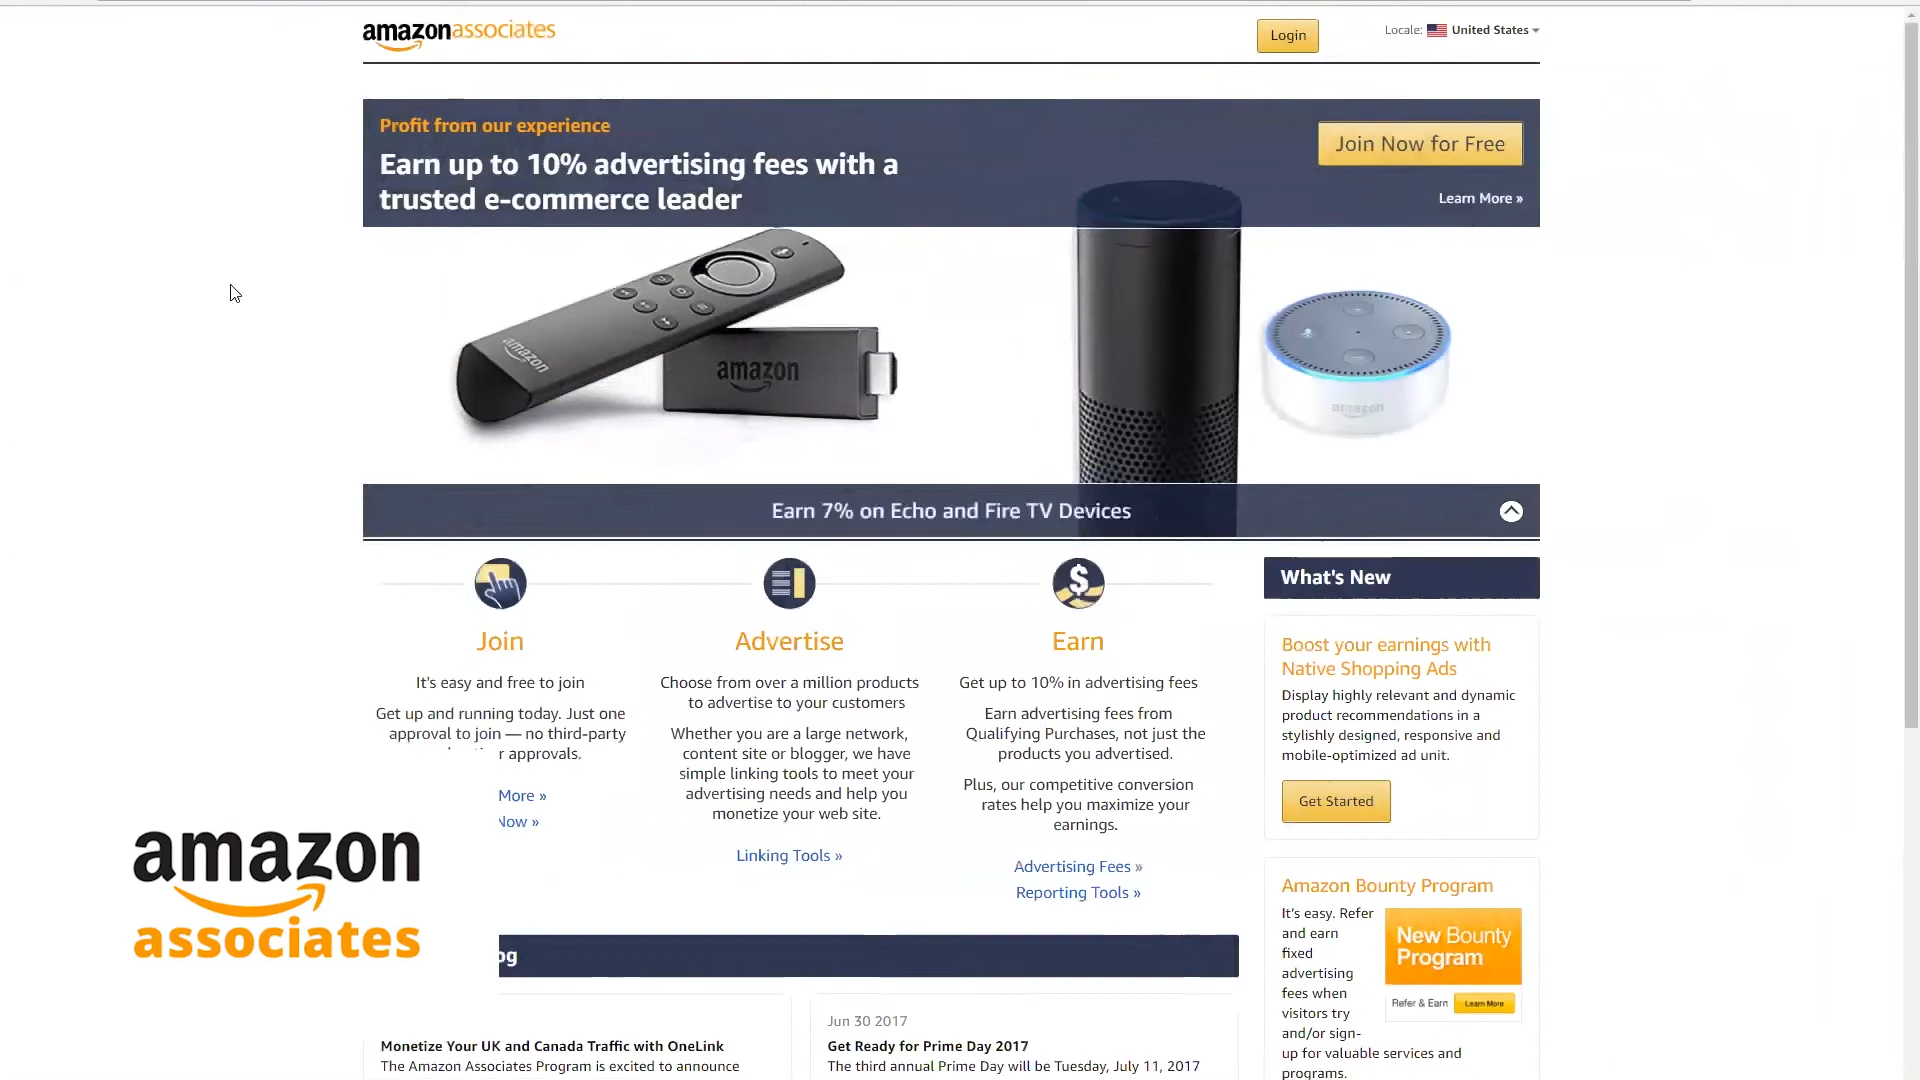 amazonassociates
Login
Locale: United States
Profit from our experience
Earn up to 10% advertising fees with a
trusted e-commerce leader
Join Now for Free
Learn More »
amazon
amazon
amazon
Earn 7% on Echo and Fire TV Devices
Join
It's easy and free to join
Get up and running today. Just one
approval to join — no third-party
r approvals.
More »
Now »
Advertise
Choose from over a million products
to advertise to your customers
Whether you are a large network,
content site or blogger, we have
simple linking tools to meet your
advertising needs and help you
monetize your web site.
Linking Tools »
Earn
Get up to 10% in advertising fees
Earn advertising fees from
Qualifying Purchases, not just the
products you advertised.
Plus, our competitive conversion
rates help you maximize your
earnings.
Advertising Fees »
Reporting Tools »
What's New
Boost your earnings with
Native Shopping Ads
Display highly relevant and dynamic
product recommendations in a
stylishly designed, responsive and
mobile-optimized ad unit.
Get Started
Amazon Bounty Program
It's easy. Refer
and earn
fixed
advertising
fees when
visitors try
and/or sign-
up for valuable services and
programs.
New Bounty
Program
Refer & Earn Learn More
amazon
associates
og
Monetize Your UK and Canada Traffic with OneLink
The Amazon Associates Program is excited to announce
Jun 30 2017
Get Ready for Prime Day 2017
The third annual Prime Day will be Tuesday, July 11, 2017